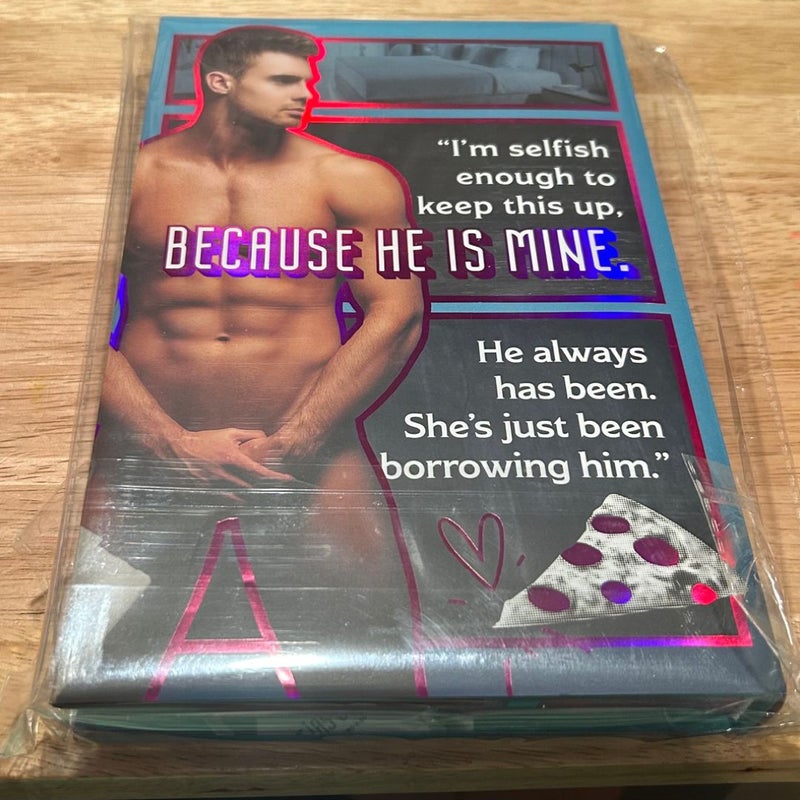 “I’m selfish
enough to
keep this up,
BECAUSE HE IS MINE.
He always
has been.
She’s just been
borrowing him.”
A